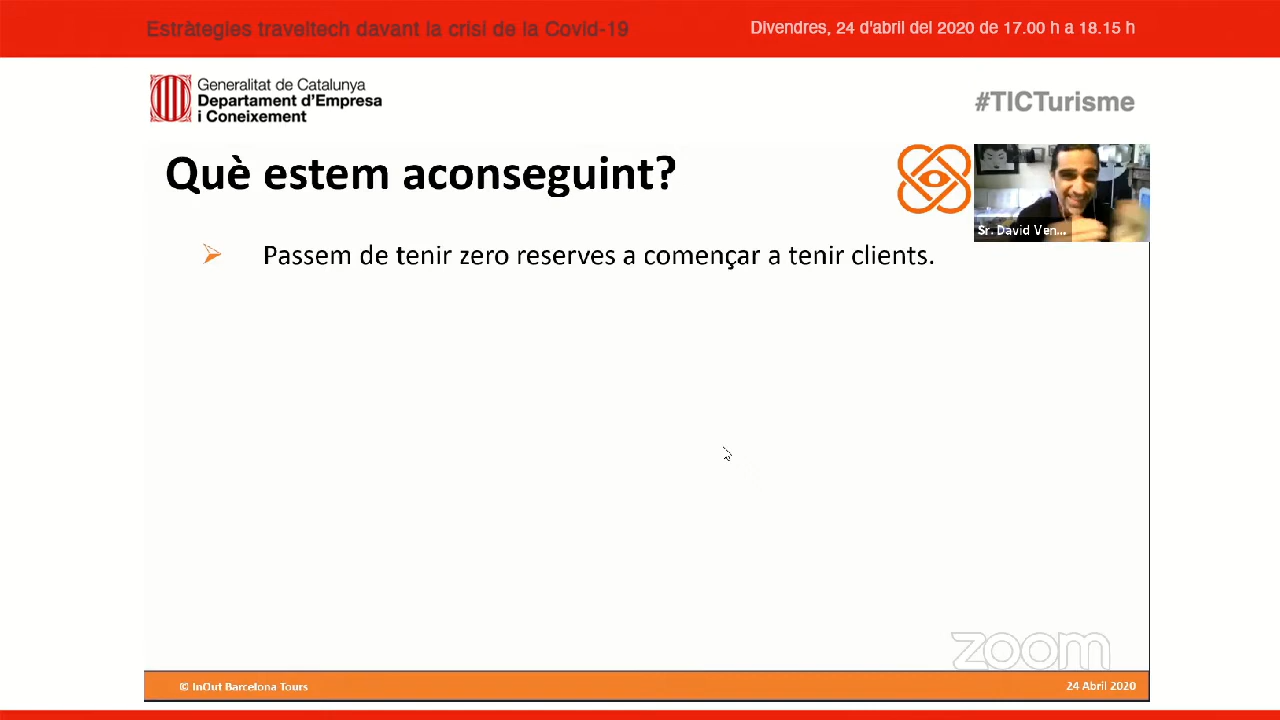 Estràtegies traveltech davant la crisi de la Covid-19
Divendres, 24 d'abril del 2020 de 17.00 h a 18.15 h
Generalitat de Catalunya
Departament d'Empresa
i Coneixement
#TICTurisme
Què estem aconseguint?
Sr. David Ven...
Passem de tenir zero reserves a començar a tenir clients.
zoom
© InOut Barcelona Tours
24 Abril 2020